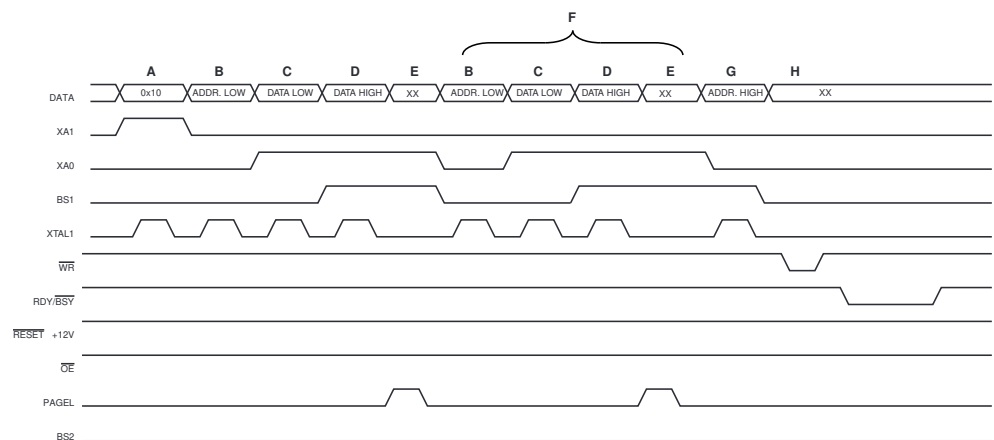 F
A B C D E B C D E G H
DATA 0x10 ADDR. LOW DATA LOW DATA HIGH XX ADDR. LOW DATA LOW DATA HIGH XX ADDR. HIGH XX
XA1
XA0
BS1
XTAL1
WR
RDY/BSY
RESET +12V
OE
PAGEL
BS2